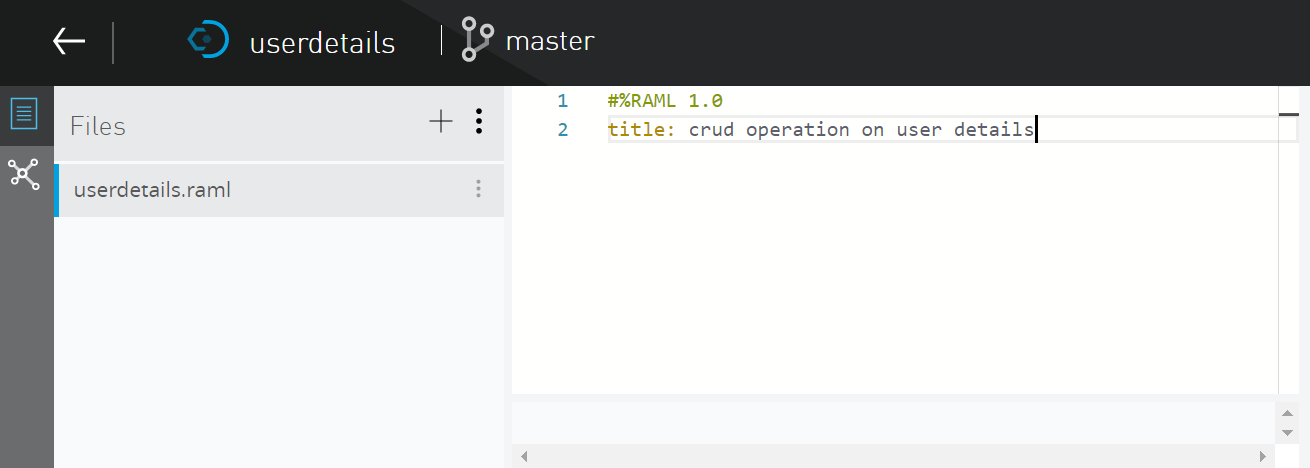 userdetails
master
Files
userdetails.raml
1 #%RAML 1.0
2 title: crud operation on user details